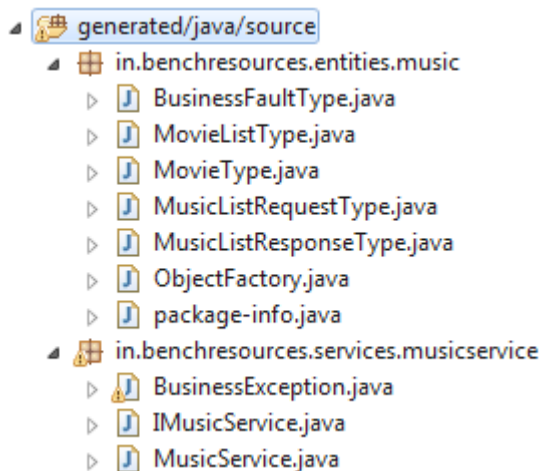 generated/java/source
in.benchresources.entities.music
BusinessFaultType.java
MovieListType.java
MovieType.java
MusicListRequestType.java
MusicListResponseType.java
ObjectFactory.java
package-info.java
in.benchresources.services.musicservice
BusinessException.java
IMusicService.java
MusicService.java